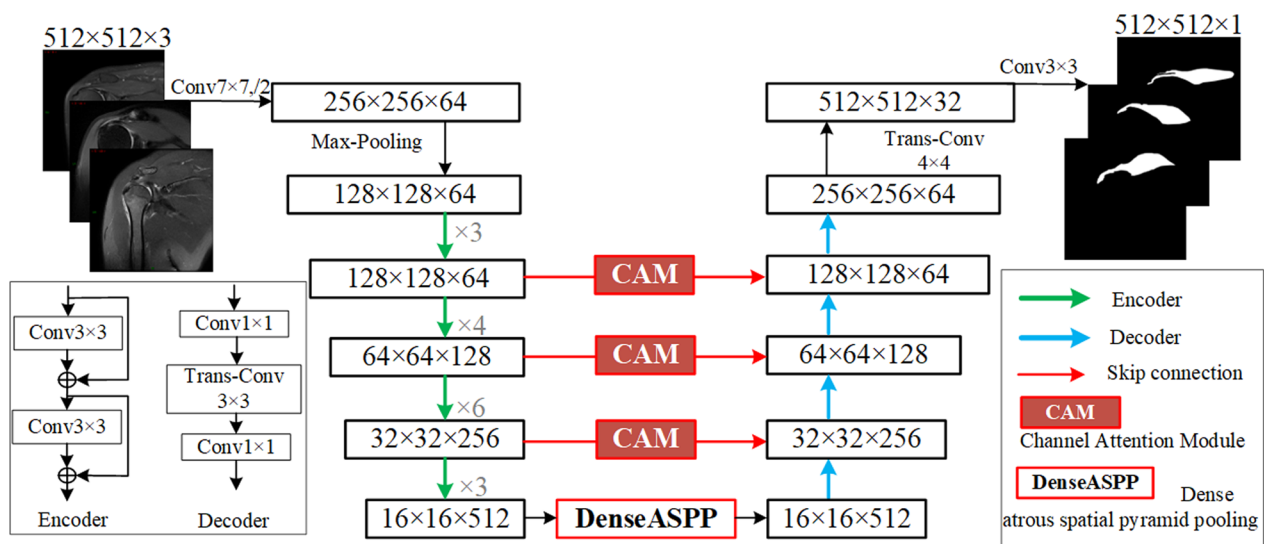 512×512×3
Conv7×7,/2
256×256×64
Max-Pooling
128×128×64
×3
128×128×64
×4
64×64×128
×6
32×32×256
×3
16×16×512
CAM
CAM
CAM
DenseASPP
16×16×512
32×32×256
64×64×128
128×128×64
256×256×64
Trans-Conv
4×4
512×512×32
Conv3×3
512×512×1
Conv3×3
Conv3×3
Encoder
Conv1×1
Trans-Conv
3×3
Conv1×1
Decoder
Encoder
Decoder
Skip connection
CAM
Channel Attention Module
DenseASPP Dense
atrous spatial pyramid pooling